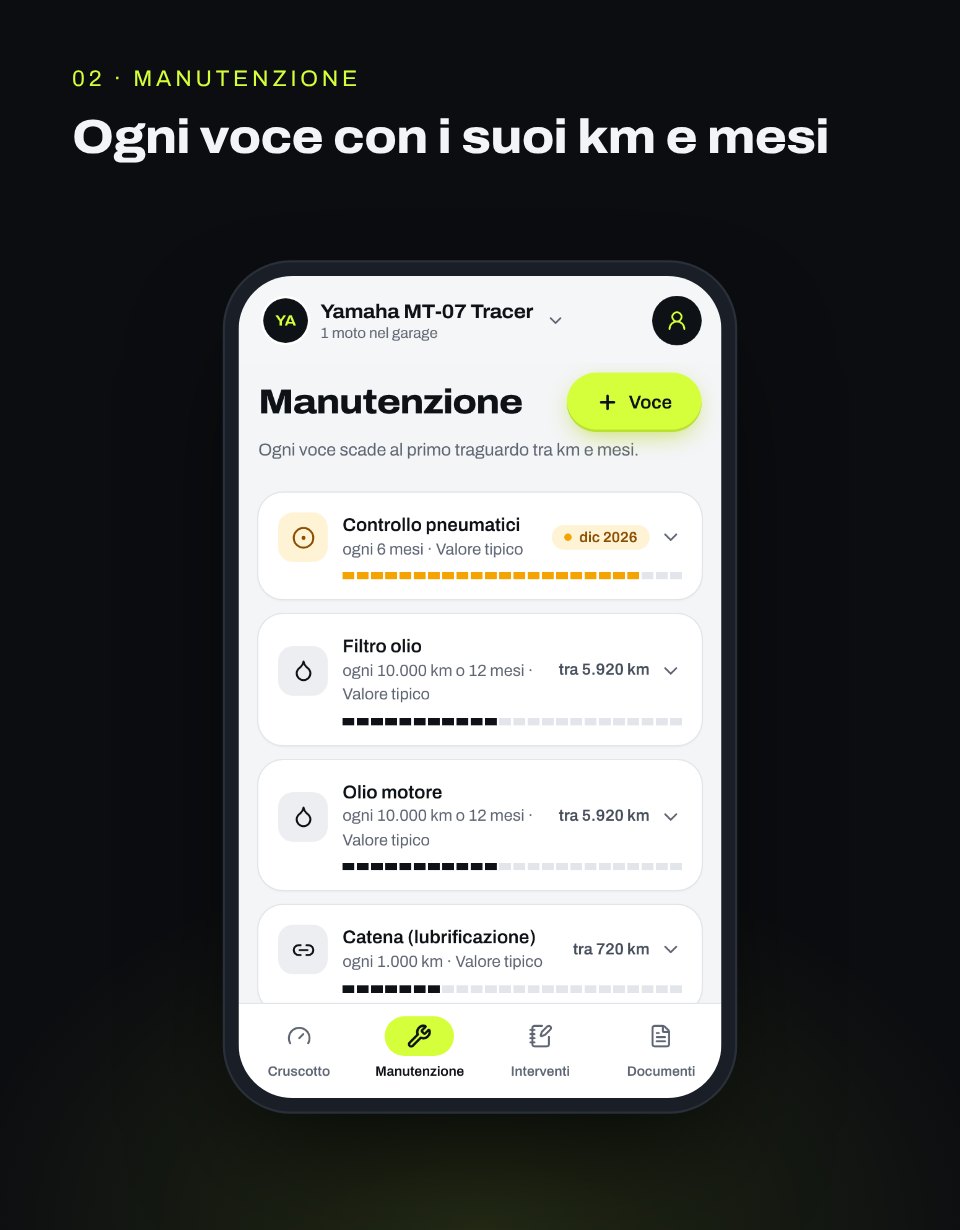 02 · MANUTENZIONE
Ogni voce con i suoi km e mesi
YA
Yamaha MT-07 Tracer
1 moto nel garage
Manutenzione
+ Voce
Ogni voce scade al primo traguardo tra km e mesi.
Controllo pneumatici
ogni 6 mesi · Valore tipico
dic 2026
Filtro olio
ogni 10.000 km o 12 mesi ·
Valore tipico
tra 5.920 km
Olio motore
ogni 10.000 km o 12 mesi ·
Valore tipico
tra 5.920 km
Catena (lubrificazione)
ogni 1.000 km · Valore tipico
tra 720 km
Cruscotto
Manutenzione
Interventi
Documenti